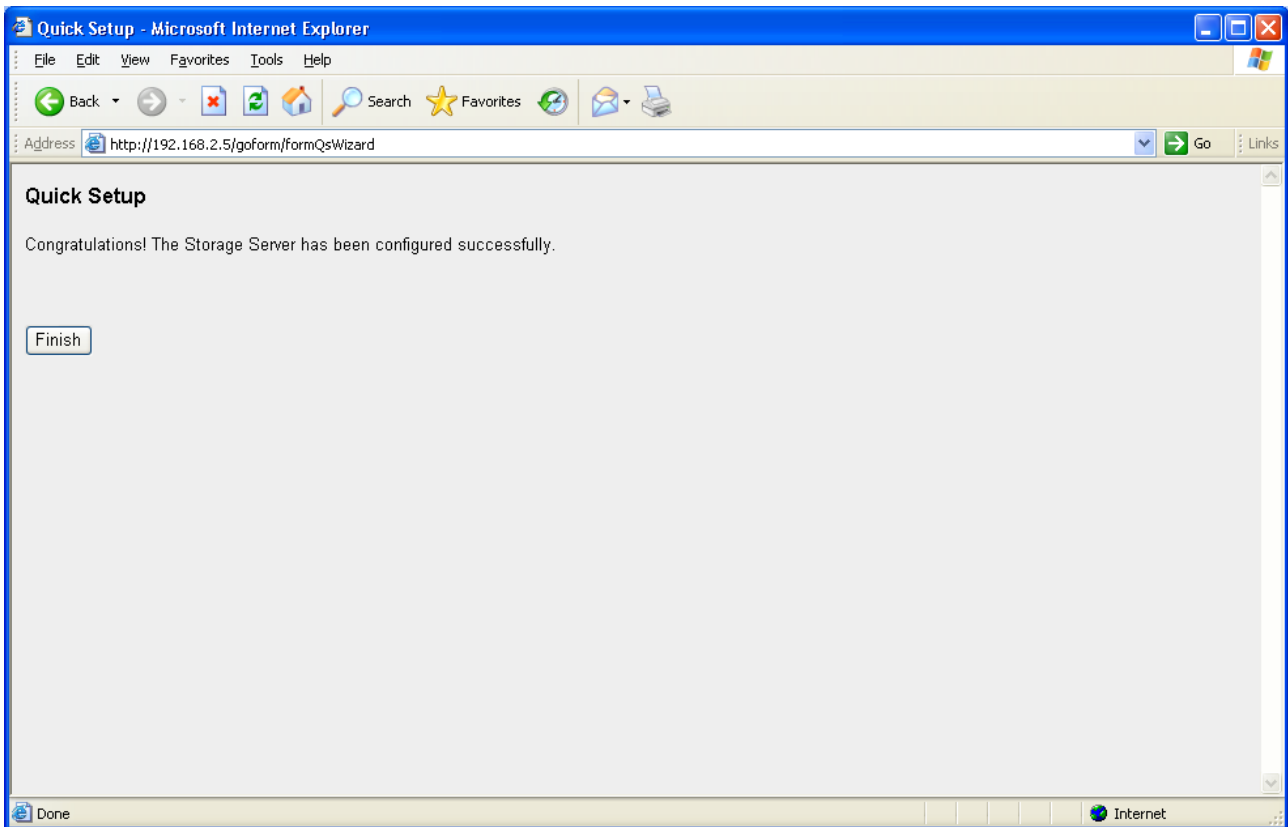 Quick Setup - Microsoft Internet Explorer
File Edit View Favorites Tools Help
Back Search Favorites
Address http://192.168.2.5/goform/formQsWizard Go Links
Quick Setup
Congratulations! The Storage Server has been configured successfully.
Finish
Done Internet